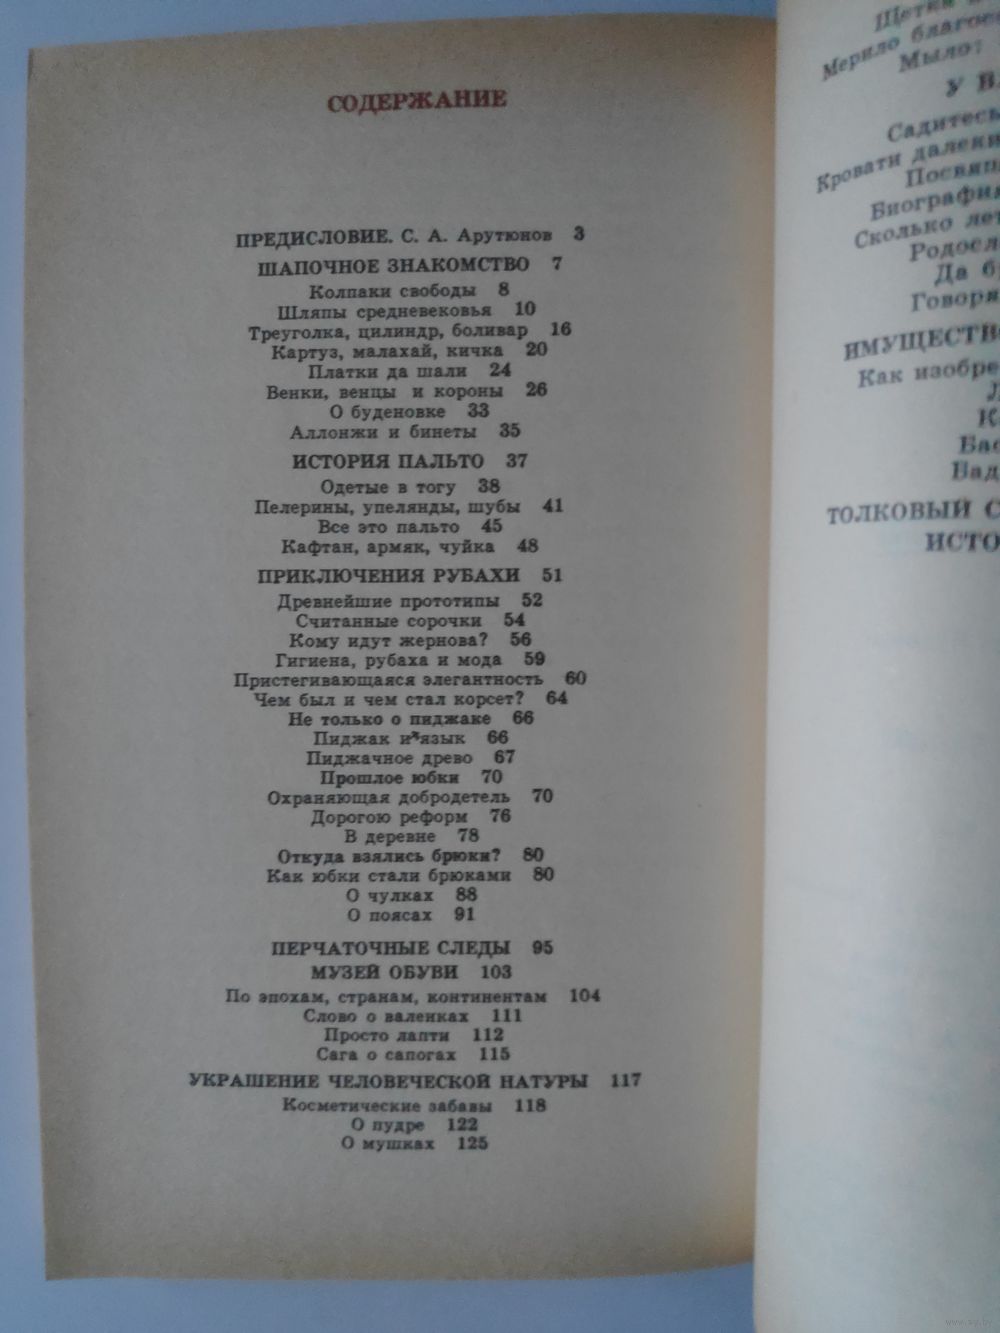 СОДЕРЖАНИЕ
ПРЕДИСЛОВИЕ. С. А. Арутюнов 3
ШАПОЧНОЕ ЗНАКОМСТВО 7
Колпаки свободы 8
Шляпы средневековья 10
Треуголка, цилиндр, боливар 16
Картуз, малахай, кичка 20
Платки да шали 24
Венки, венцы и короны 26
О буденовке 33
Аллонжи и бинеты 35
ИСТОРИЯ ПАЛЬТО 37
Одетые в тогу 38
Пелерины, упелянды, шубы 41
Все это пальто 45
Кафтан, армяк, чуйка 48
ПРИКЛЮЧЕНИЯ РУБАХИ 51
Древнейшие прототипы 52
Считанные сорочки 54
Кому идут жернова? 56
Гигиена, рубаха и мода 59
Пристегивающаяся элегантность 60
Чем был и чем стал корсет? 64
Не только о пиджаке 66
Пиджак и язык 66
Пиджачное древо 67
Прошлое юбки 70
Охраняющая добродетель 70
Дорогою реформ 76
В деревне 78
Откуда взялись брюки? 80
Как юбки стали брюками 80
О чулках 88
О поясах 91
ПЕРЧАТОЧНЫЕ СЛЕДЫ 95
МУЗЕЙ ОБУВИ 103
По эпохам, странам, континентам 104
Слово о валенках 111
Просто лапти 112
Сага о сапогах 115
УКРАШЕНИЕ ЧЕЛОВЕЧЕСКОЙ НАТУРЫ 117
Косметические забавы 118
О пудре 122
О мушках 125
Щетка
Мерило
Мыло:
У
Садитесь
Кровати
Сколько
Да
ТОЛКОВЫЙ